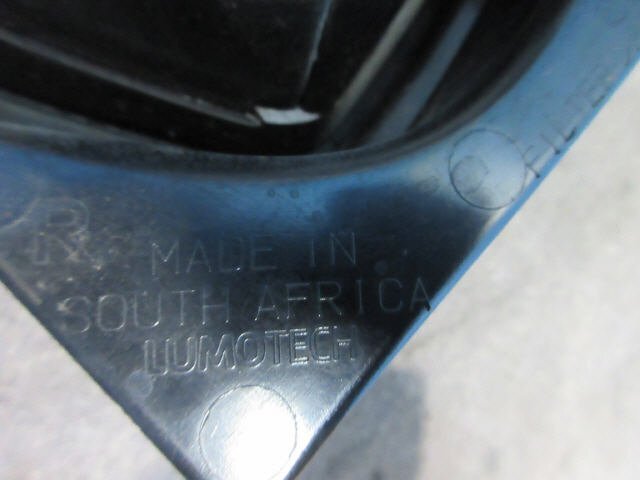 R
MADE IN
SOUTH AFRICA
LUMOTECH